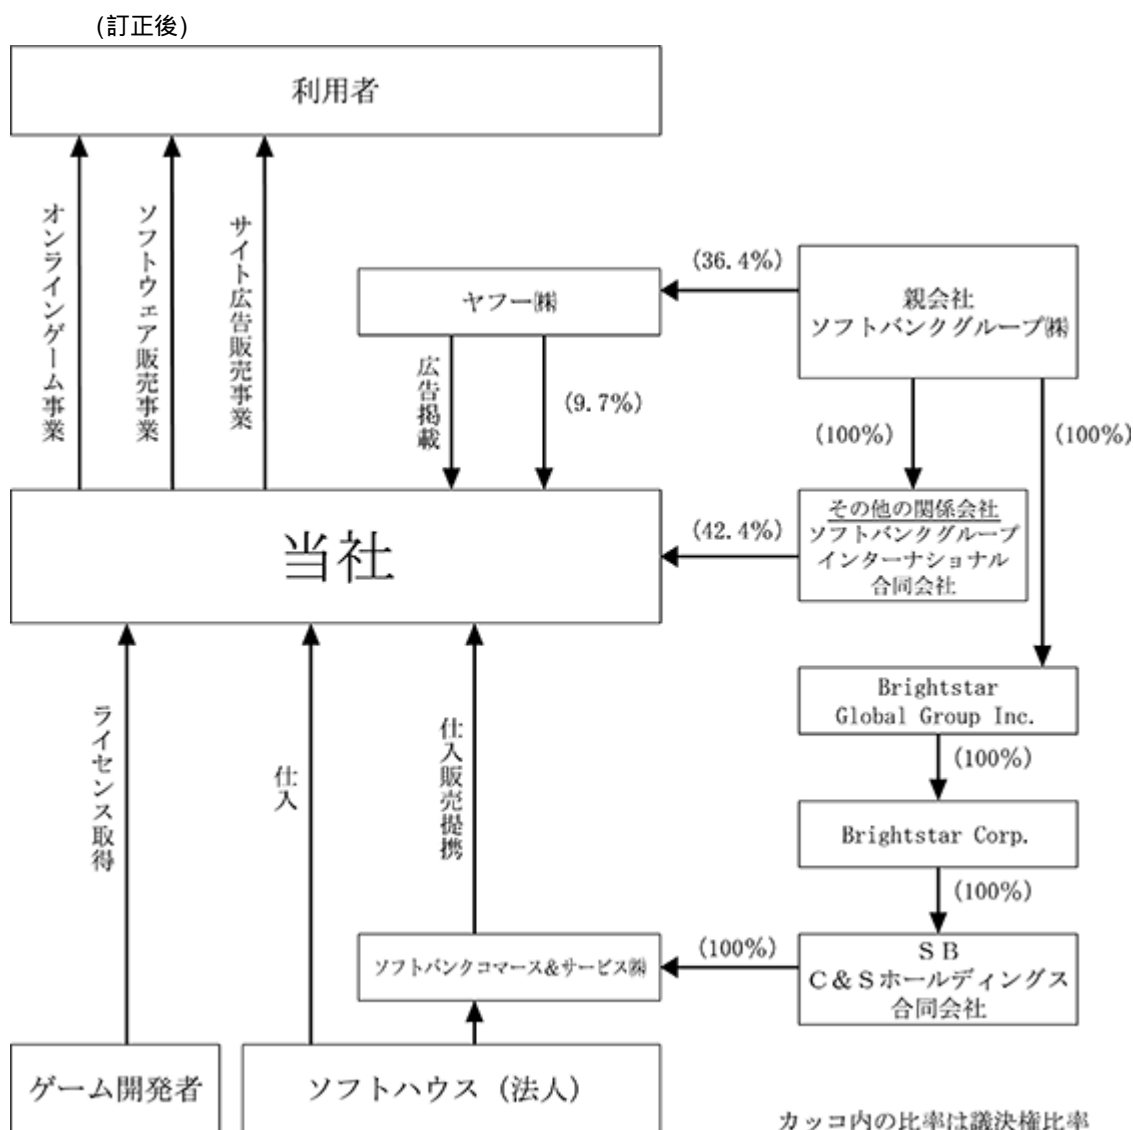 (訂正後)
利用者
オンラインゲーム事業
ソフトウェア販売事業
サイト広告販売事業
(36.4%)
ヤフー㈱
親会社
ソフトバンクグループ㈱
広告掲載
(9.7%)
(100%)
(100%)
当社
(42.4%)
その他の関係会社
ソフトバンクグループ
インターナショナル
合同会社
Brightstar
Global Group Inc.
(100%)
ライセンス取得
仕入
仕入販売提携
Brightstar Corp.
(100%)
ソフトバンクコマース&サービス㈱
(100%)
ＳＢ
Ｃ＆Ｓホールディングス
合同会社
ゲーム開発者
ソフトハウス（法人）
カッコ内の比率は議決権比率